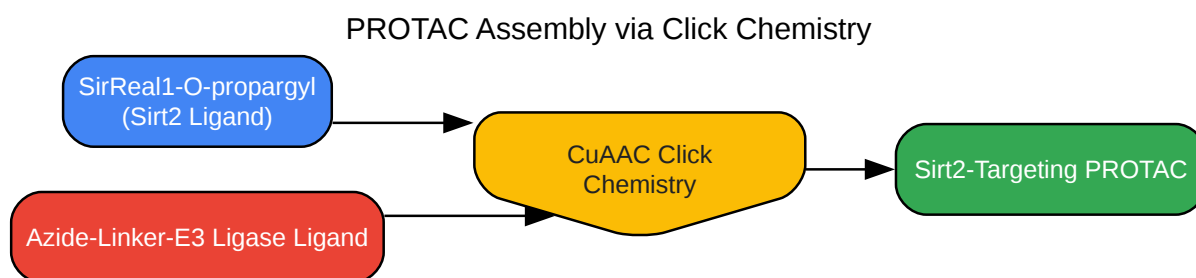 PROTAC Assembly via Click Chemistry
SirReal1-O-propargyl
(Sirt2 Ligand)
CuAAC Click
Chemistry
Sirt2-Targeting PROTAC
Azide-Linker-E3 Ligase Ligand